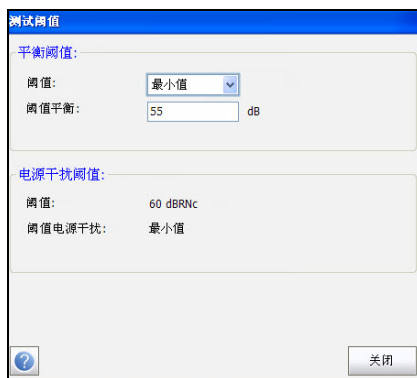 测试阈值
平衡阈值:
阈值: 最小值
阈值平衡: 55 dB
电源干扰阈值:
阈值: 60 dBRNc
阈值电源干扰: 最小值
? 关闭